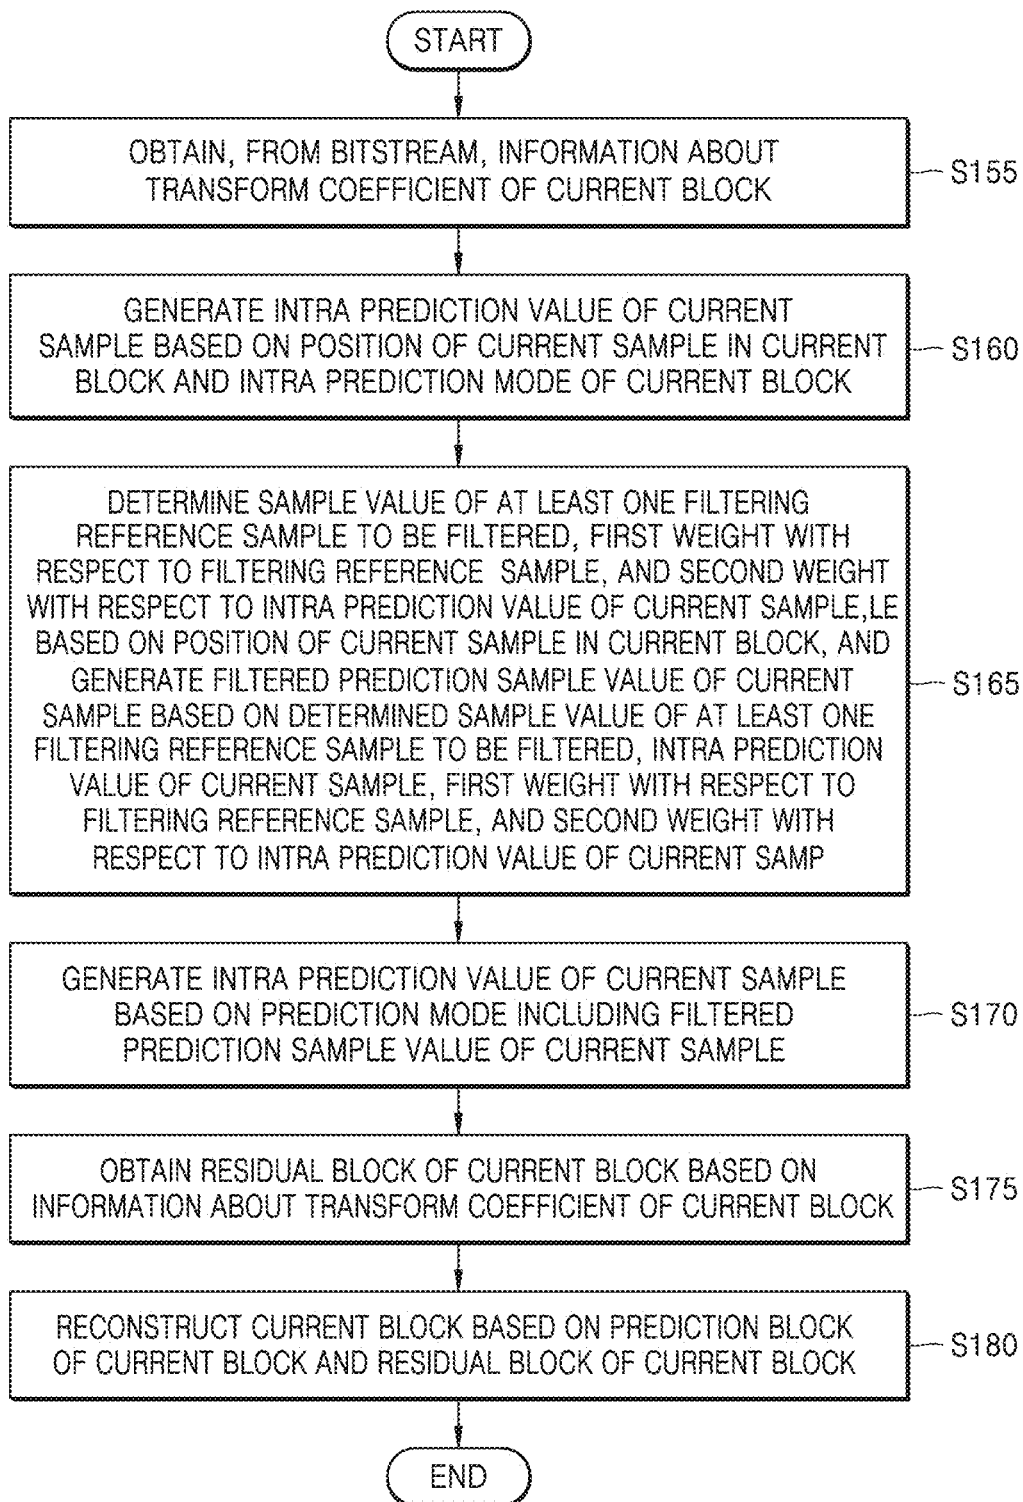 START
OBTAIN, FROM BITSTREAM, INFORMATION ABOUT
TRANSFORM COEFFICIENT OF CURRENT BLOCK
S155
GENERATE INTRA PREDICTION VALUE OF CURRENT
SAMPLE BASED ON POSITION OF CURRENT SAMPLE IN CURRENT
BLOCK AND INTRA PREDICTION MODE OF CURRENT BLOCK
S160
DETERMINE SAMPLE VALUE OF AT LEAST ONE FILTERING
REFERENCE SAMPLE TO BE FILTERED, FIRST WEIGHT WITH
RESPECT TO FILTERING REFERENCE SAMPLE, AND SECOND WEIGHT
WITH RESPECT TO INTRA PREDICTION VALUE OF CURRENT SAMPLE,LE
BASED ON POSITION OF CURRENT SAMPLE IN CURRENT BLOCK, AND
GENERATE FILTERED PREDICTION SAMPLE VALUE OF CURRENT
SAMPLE BASED ON DETERMINED SAMPLE VALUE OF AT LEAST ONE
FILTERING REFERENCE SAMPLE TO BE FILTERED, INTRA PREDICTION
VALUE OF CURRENT SAMPLE, FIRST WEIGHT WITH RESPECT TO
FILTERING REFERENCE SAMPLE, AND SECOND WEIGHT WITH
RESPECT TO INTRA PREDICTION VALUE OF CURRENT SAMP
S165
GENERATE INTRA PREDICTION VALUE OF CURRENT SAMPLE
BASED ON PREDICTION MODE INCLUDING FILTERED
PREDICTION SAMPLE VALUE OF CURRENT SAMPLE
S170
OBTAIN RESIDUAL BLOCK OF CURRENT BLOCK BASED ON
INFORMATION ABOUT TRANSFORM COEFFICIENT OF CURRENT BLOCK
S175
RECONSTRUCT CURRENT BLOCK BASED ON PREDICTION BLOCK
OF CURRENT BLOCK AND RESIDUAL BLOCK OF CURRENT BLOCK
S180
END